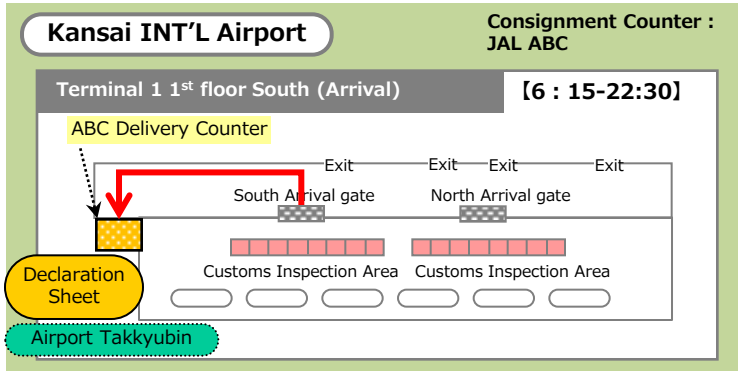 Kansai INT’L Airport
Consignment Counter :
JAL ABC
Terminal 1 1st floor South (Arrival)
【6：15-22:30】
ABC Delivery Counter
Exit
Exit
Exit
Exit
South Arrival gate
North Arrival gate
Customs Inspection Area
Customs Inspection Area
Declaration
Sheet
Airport Takkyubin